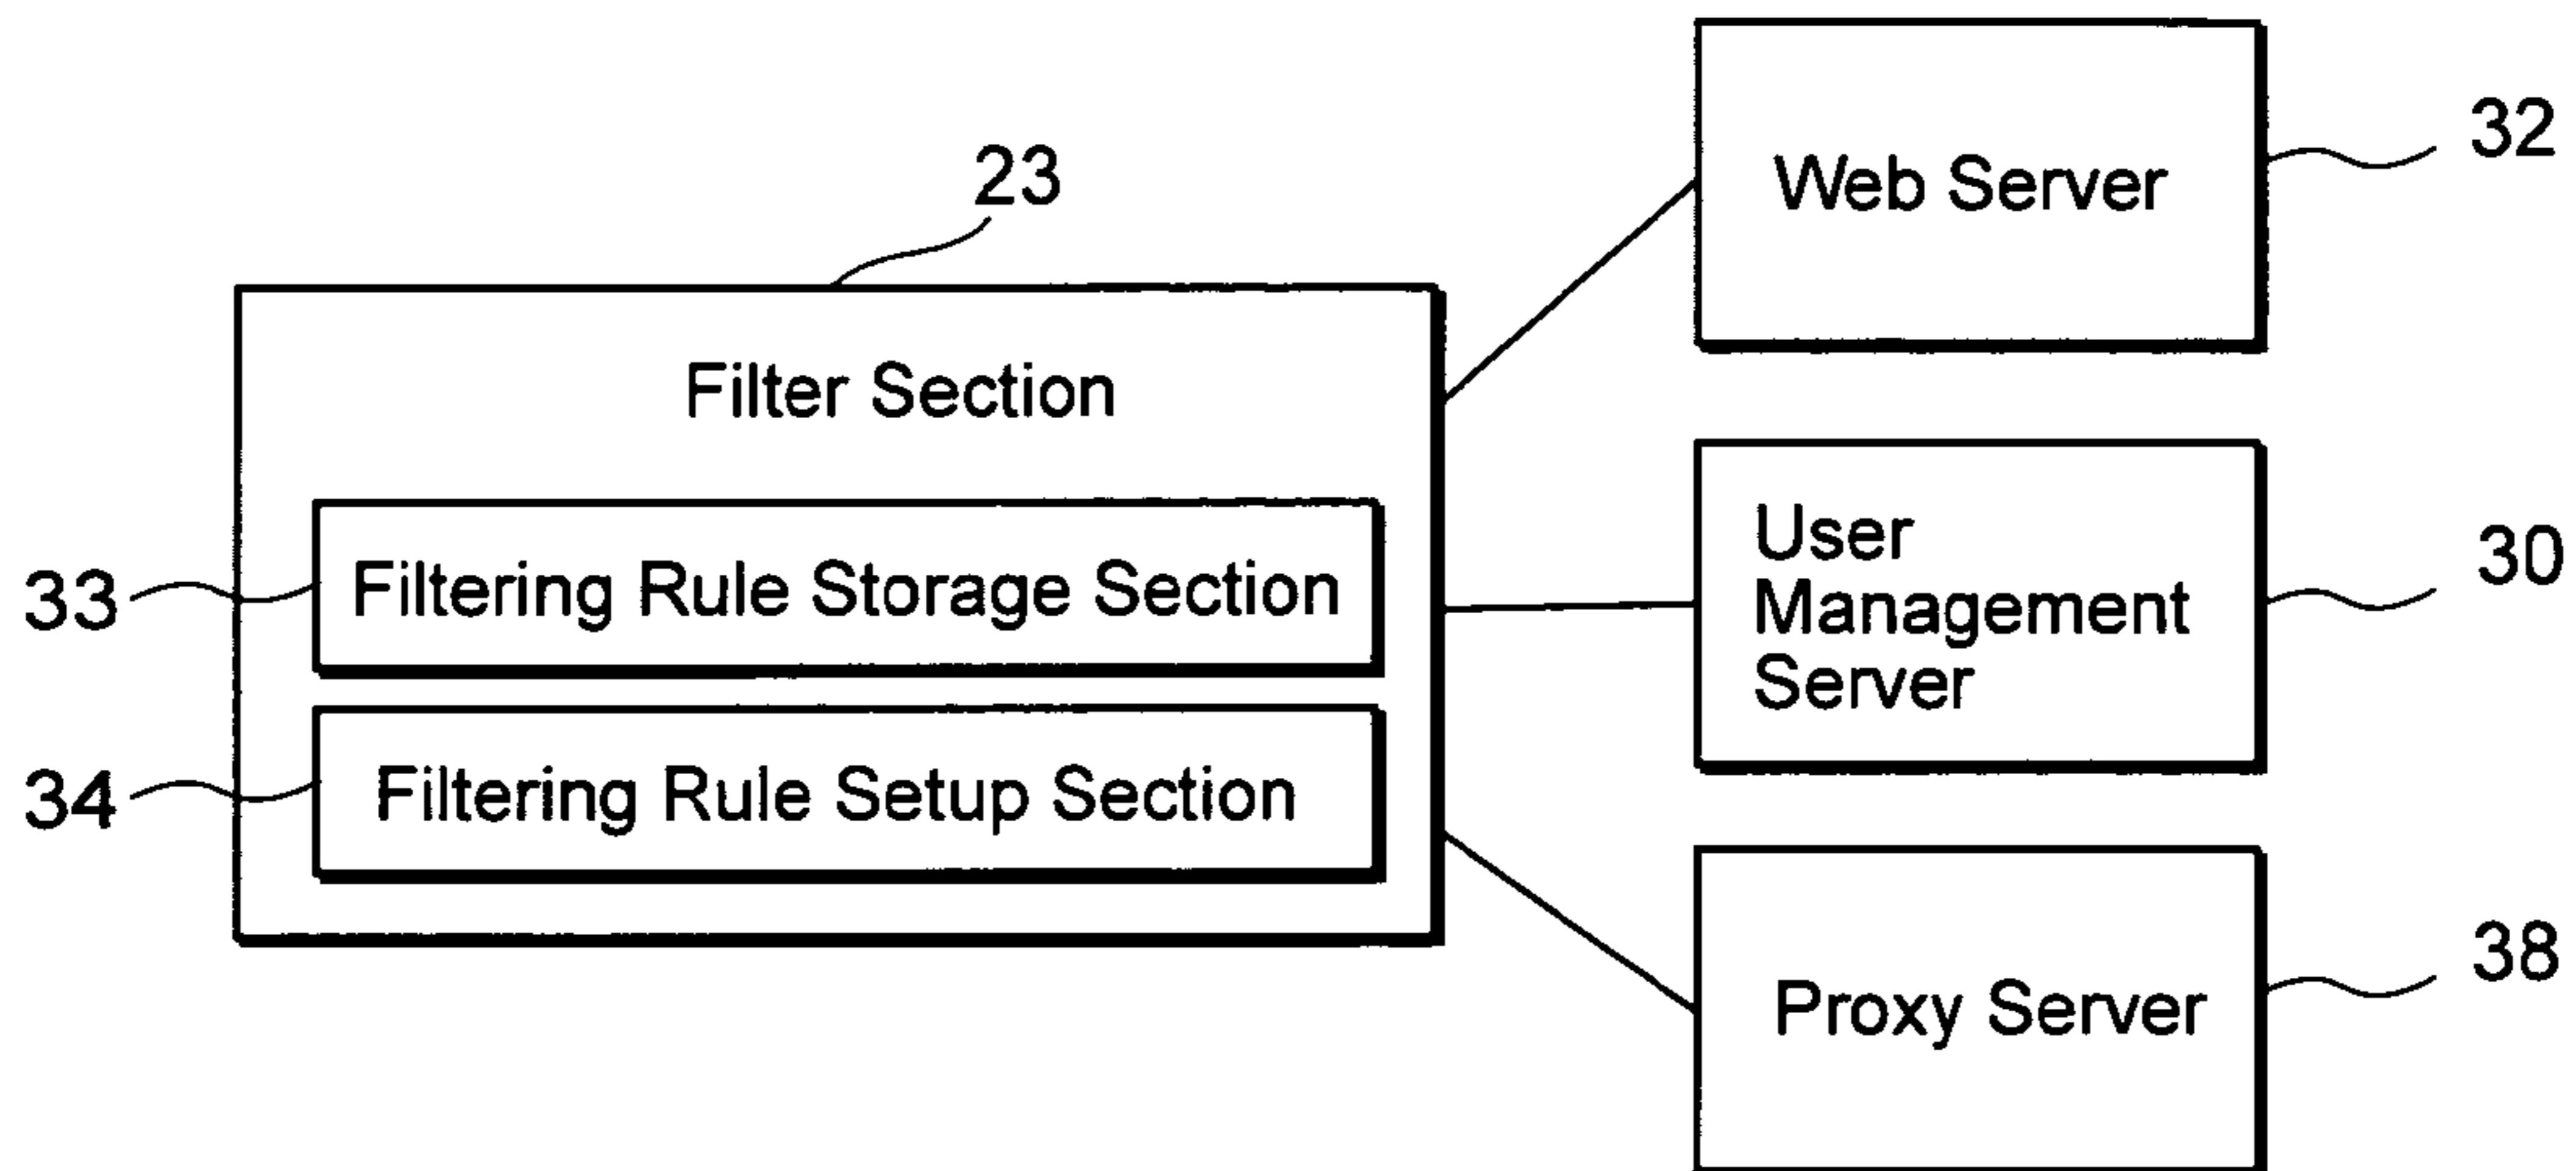 23
Filter Section
33
Filtering Rule Storage Section
34
Filtering Rule Setup Section
Web Server
32
User
Management
Server
30
Proxy Server
38